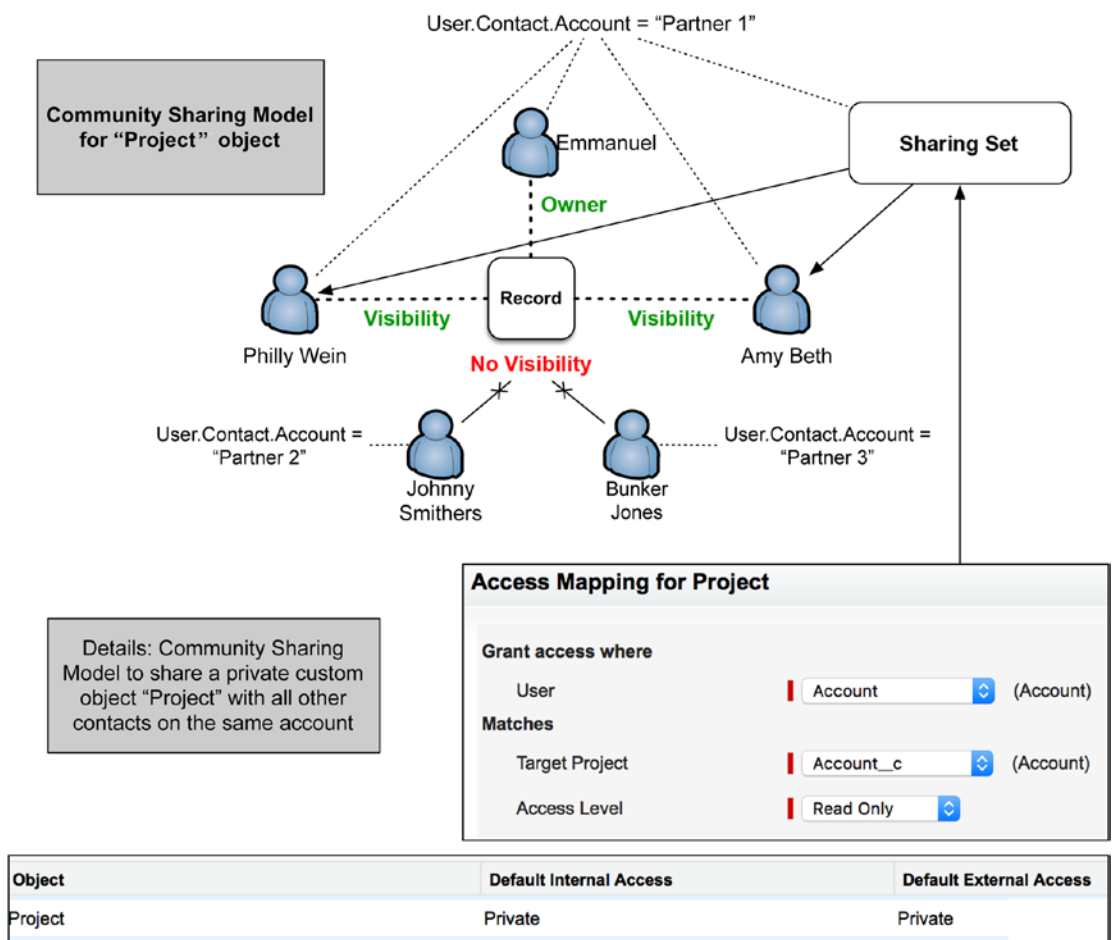 User.Contact.Account = “Partner 1”
Community Sharing Model
for “Project” object
Emmanuel
Sharing Set
Owner
Record
Visibility
Visibility
Philly Wein
Amy Beth
No Visibility
User.Contact.Account =
“Partner 2”
User.Contact.Account =
“Partner 3”
Johnny
Smithers
Bunker
Jones
Access Mapping for Project
Details: Community Sharing
Model to share a private custom
object “Project” with all other
contacts on the same account
Grant access where
User Account (Account)
Matches
Target Project Account__c (Account)
Access Level Read Only
Object Default Internal Access Default External Access
Project Private Private